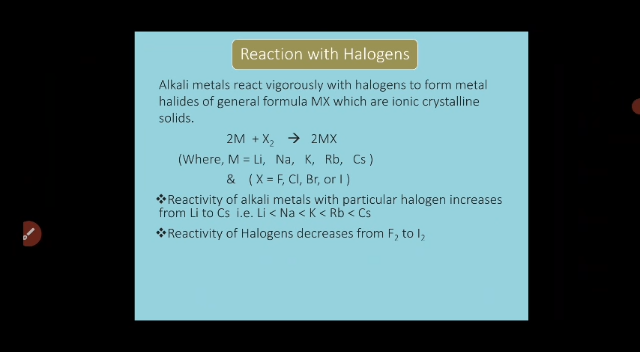 Reaction with Halogens
Alkali metals react vigorously with halogens to form metal
halides of general formula MX which are ionic crystalline
solids.
2M + X₂ → 2MX
(Where, M = Li, Na, K, Rb, Cs )
& ( X = F, Cl, Br, or I )
❖Reactivity of alkali metals with particular halogen increases
from Li to Cs i.e. Li < Na < K < Rb < Cs
❖Reactivity of Halogens decreases from F₂ to I₂